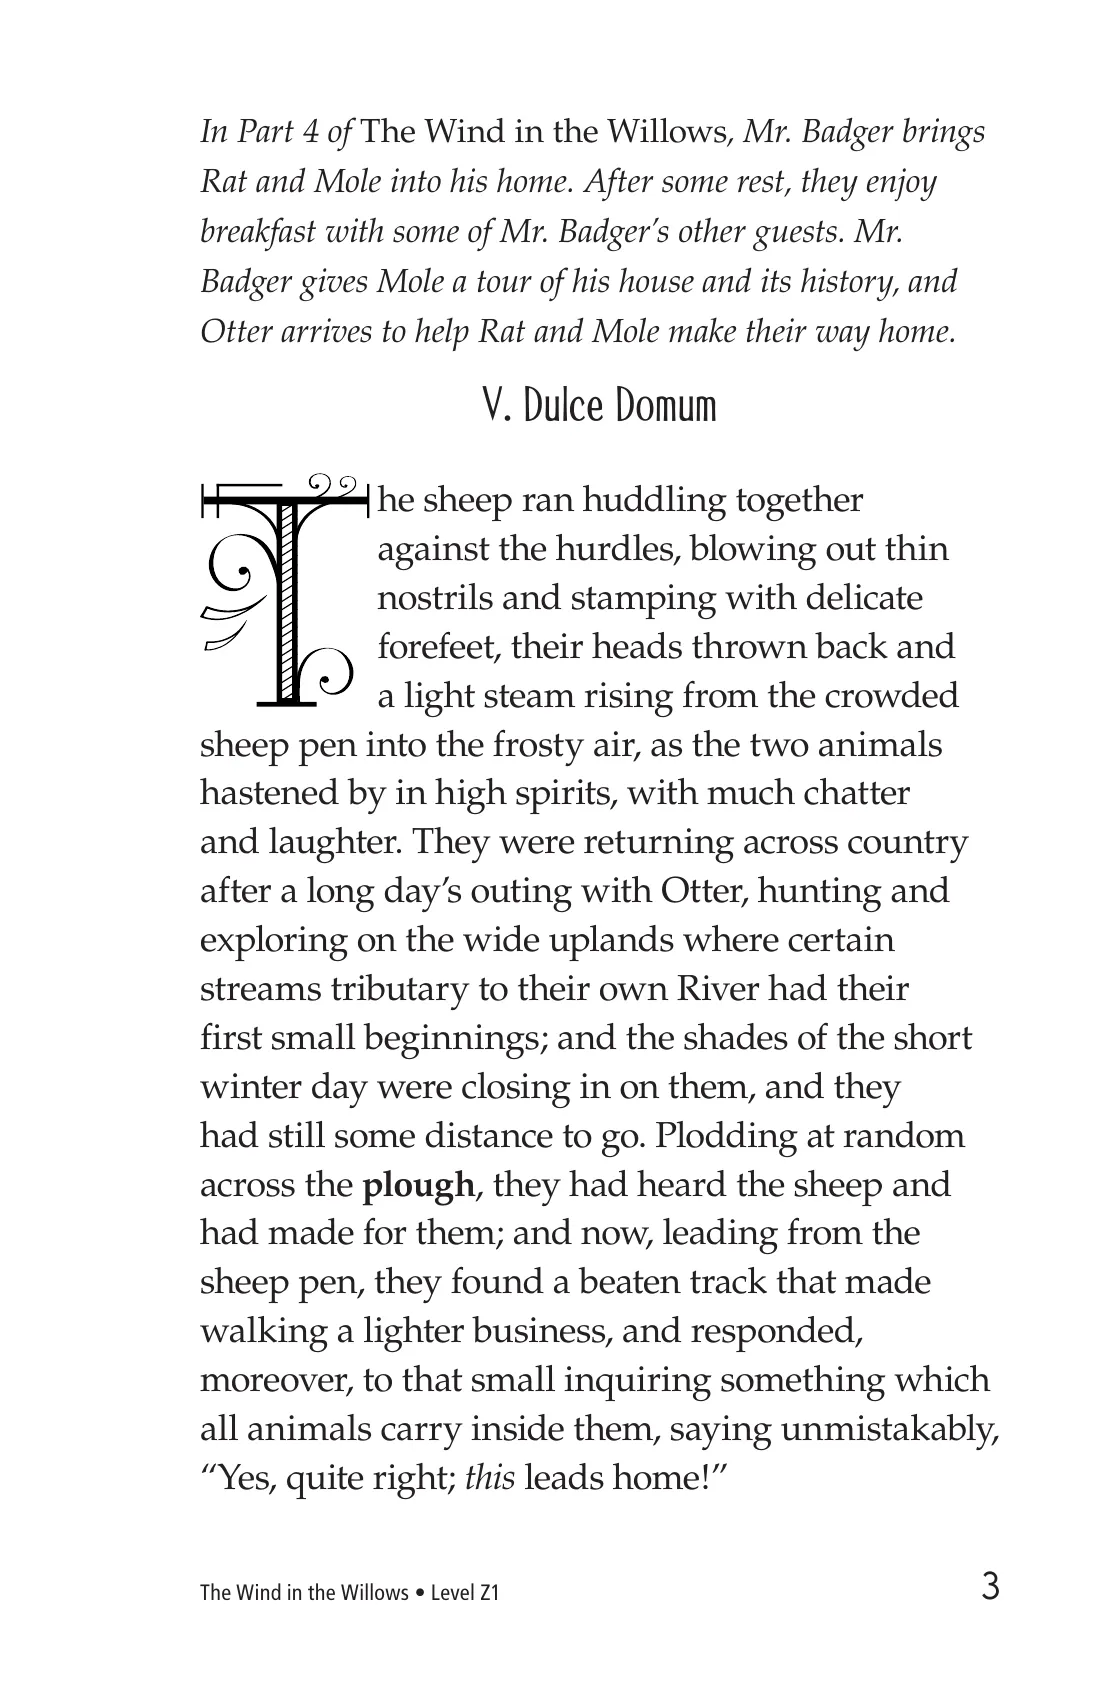 In Part 4 of The Wind in the Willows, Mr. Badger brings
Rat and Mole into his home. After some rest, they enjoy
breakfast with some of Mr. Badger’s other guests. Mr.
Badger gives Mole a tour of his house and its history, and
Otter arrives to help Rat and Mole make their way home.
V. Dulce Domum
The sheep ran huddling together
against the hurdles, blowing out thin
nostrils and stamping with delicate
forefeet, their heads thrown back and
a light steam rising from the crowded
sheep pen into the frosty air, as the two animals
hastened by in high spirits, with much chatter
and laughter. They were returning across country
after a long day’s outing with Otter, hunting and
exploring on the wide uplands where certain
streams tributary to their own River had their
first small beginnings; and the shades of the short
winter day were closing in on them, and they
had still some distance to go. Plodding at random
across the plough, they had heard the sheep and
had made for them; and now, leading from the
sheep pen, they found a beaten track that made
walking a lighter business, and responded,
moreover, to that small inquiring something which
all animals carry inside them, saying unmistakably,
“Yes, quite right; this leads home!”
The Wind in the Willows • Level Z1
3